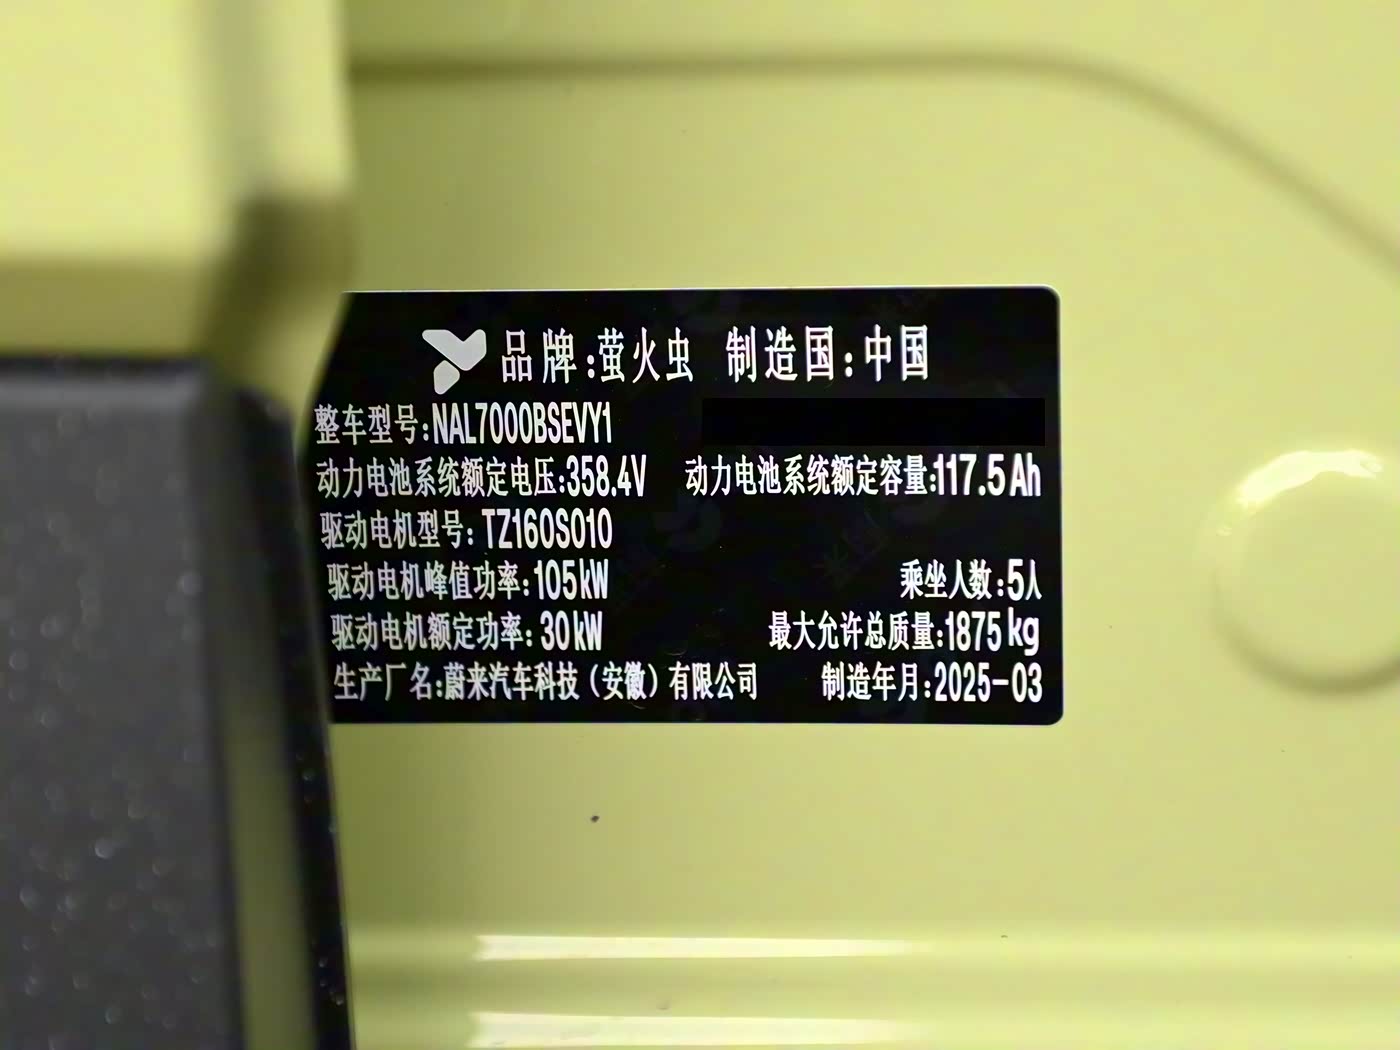 品牌:萤火虫 制造国:中国
整车型号:NAL7000BSEVY1
动力电池系统额定电压:358.4V 动力电池系统额定容量:117.5Ah
驱动电机型号: TZ160S010
驱动电机峰值功率:105kW 乘坐人数:5人
驱动电机额定功率: 30kW 最大允许总质量:1875kg
生产厂名:蔚来汽车科技（安徽）有限公司 制造年月:2025-03